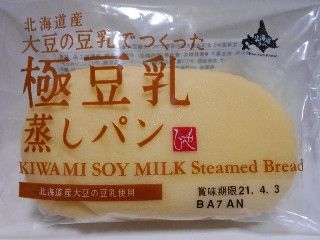 北海道産
大豆の豆乳でつくった
極豆乳
蒸しパン
KIWAMI SOY MILK Steamed Bread
北海道産大豆の豆乳使用
賞味期限21.4.3
BA7AN